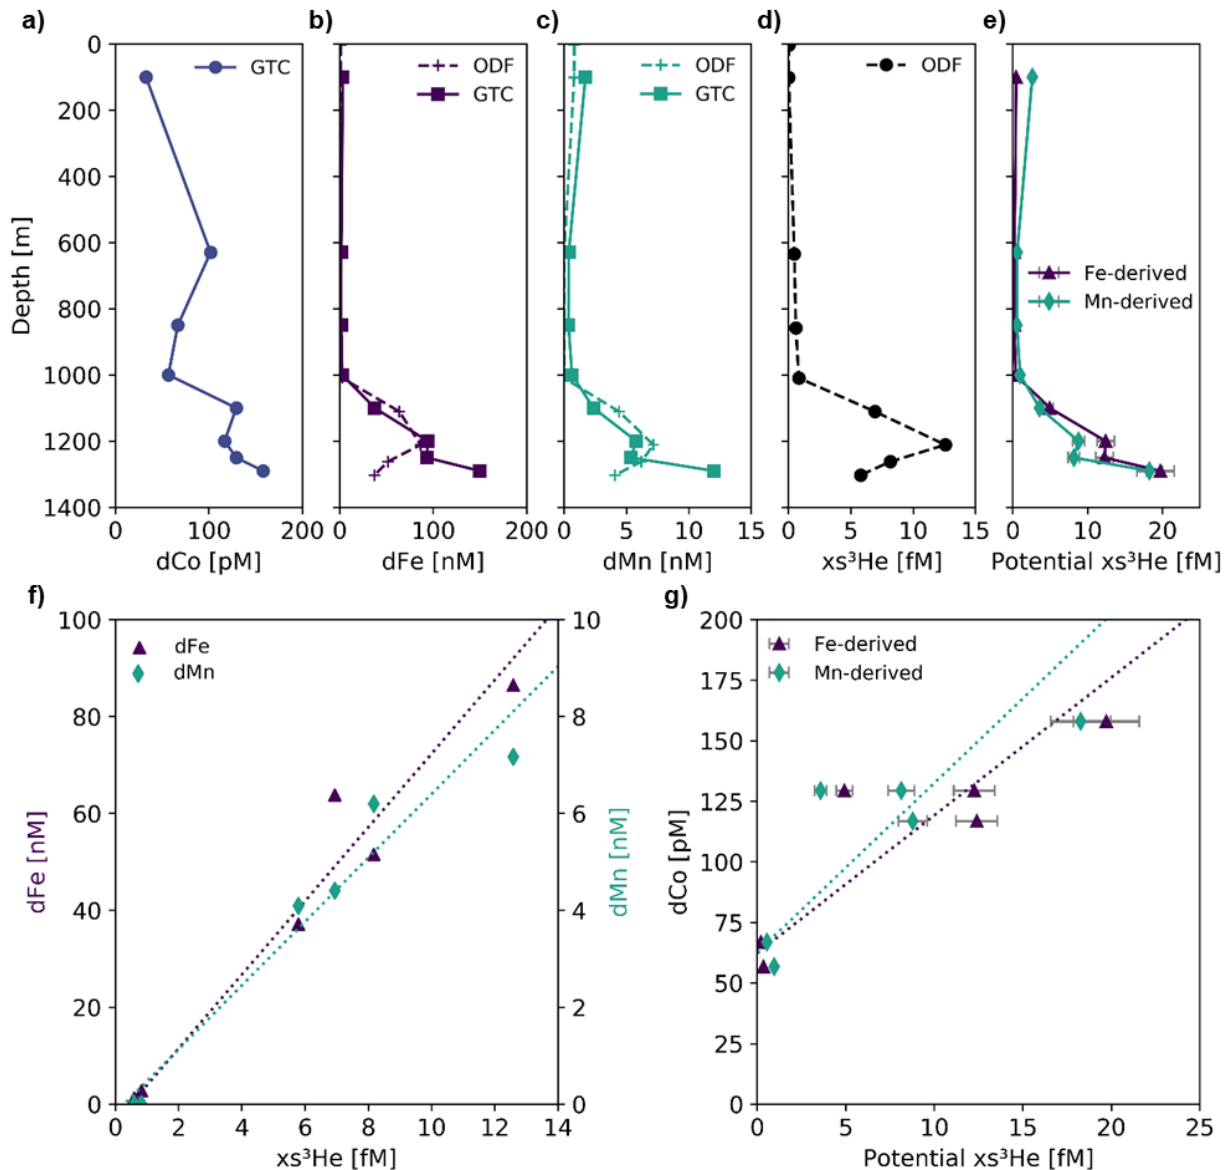 a)
b)
c)
d)
e)
0
200
400
600
800
1000
1200
1400
Depth [m]
GTC
ODF
GTC
ODF
GTC
ODF
Fe-derived
Mn-derived
0 100 200
0 100 200
0 5 10 15
0 5 10 15
0 10 20
dCo [pM]
dFe [nM]
dMn [nM]
xs³He [fM]
Potential xs³He [fM]
f)
100
80
60
40
20
0
dFe [nM]
dFe
dMn
10
8
6
4
2
0
dMn [nM]
0 2 4 6 8 10 12 14
xs³He [fM]
g)
200
175
150
125
100
75
50
25
0
dCo [pM]
Fe-derived
Mn-derived
0 5 10 15 20 25
Potential xs³He [fM]